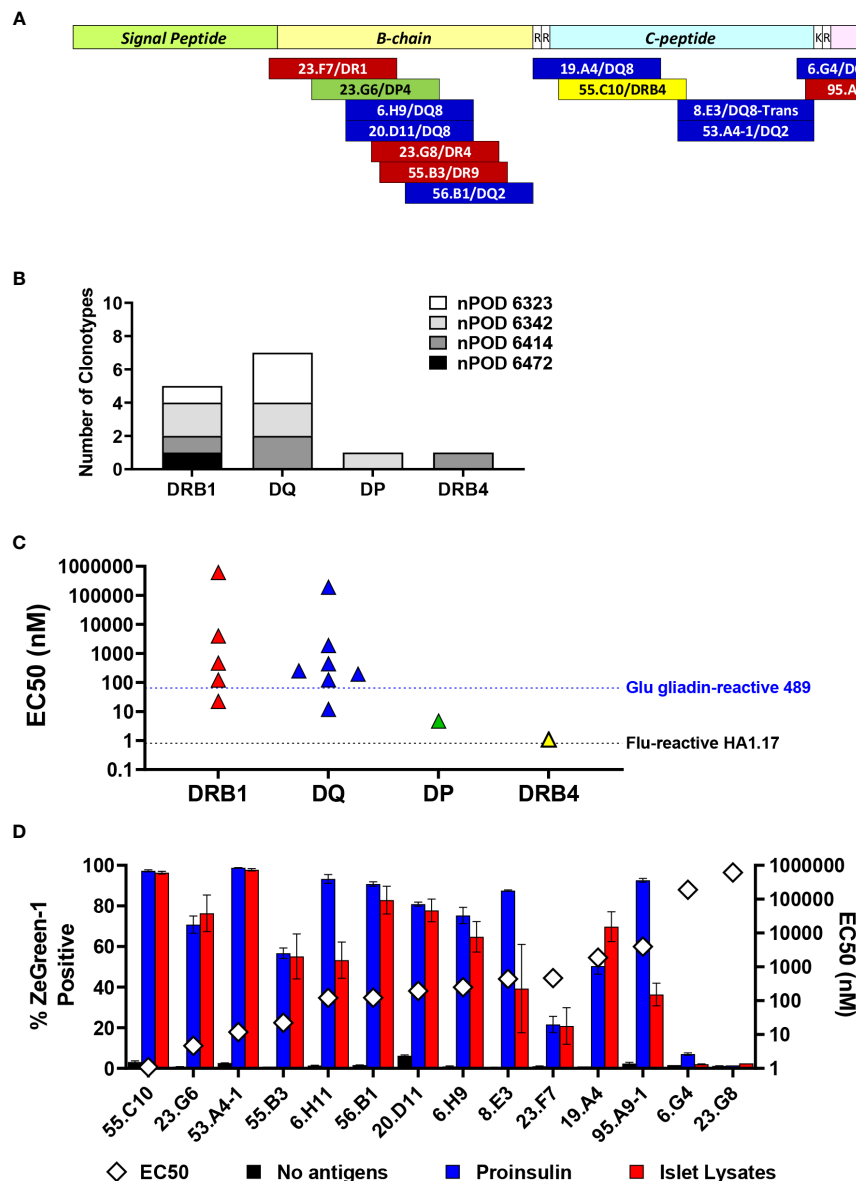 A
Signal Peptide B-chain R R C-peptide K R
23.F7/DR1 19.A4/DQ8 6.G4/D
23.G6/DP4 55.C10/DRB4 95.A
6.H9/DQ8 8.E3/DQ8-Trans
20.D11/DQ8 53.A4-1/DQ2
23.G8/DR4
55.B3/DR9
56.B1/DQ2
B
Number of Clonotypes
10
8
6
4
2
0
nPOD 6323
nPOD 6342
nPOD 6414
nPOD 6472
DRB1 DQ DP DRB4
C
EC50 (nM)
1000000
100000
10000
1000
100
10
1
0.1
Glu gliadin-reactive 489
Flu-reactive HA1.17
DRB1 DQ DP DRB4
D
% ZeGreen-1
Positive
100
80
60
40
20
0
1000000
100000
10000
1000
100
10
1
EC50 (nM)
55.C10 23.G6 53.A4-1 55.B3 6.H11 56.B1 20.D11 6.H9 8.E3 23.F7 19.A4 95.A9-1 6.G4 23.G8
EC50 No antigens Proinsulin Islet Lysates